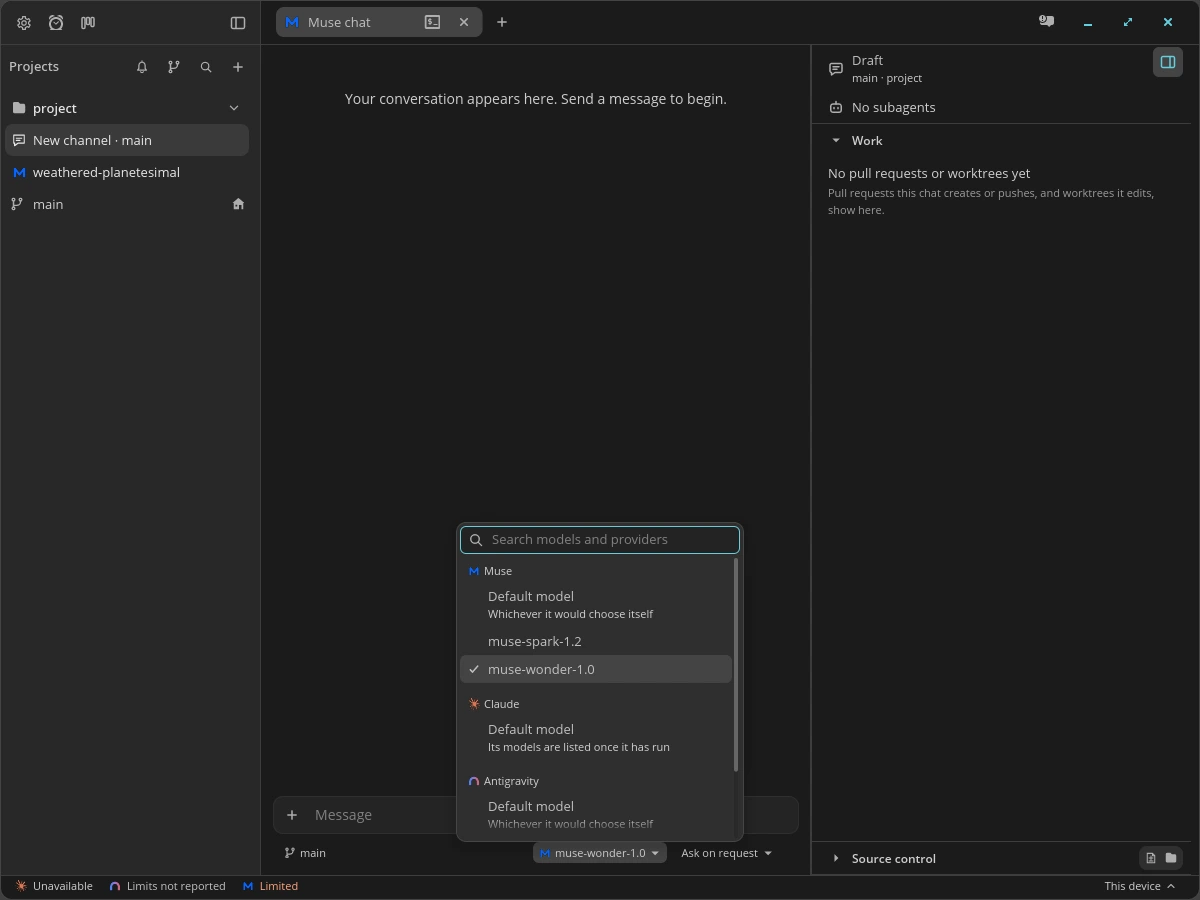 Muse chat
Projects
project
New channel · main
weathered-planetesimal
main
Your conversation appears here. Send a message to begin.
Search models and providers
Muse
Default model
Whichever it would choose itself
muse-spark-1.2
muse-wonder-1.0
Claude
Default model
Its models are listed once it has run
Antigravity
Default model
Whichever it would choose itself
Message
main
muse-wonder-1.0
Ask on request
Draft
main · project
No subagents
Work
No pull requests or worktrees yet
Pull requests this chat creates or pushes, and worktrees it edits,
show here.
Source control
Unavailable
Limits not reported
Limited
This device